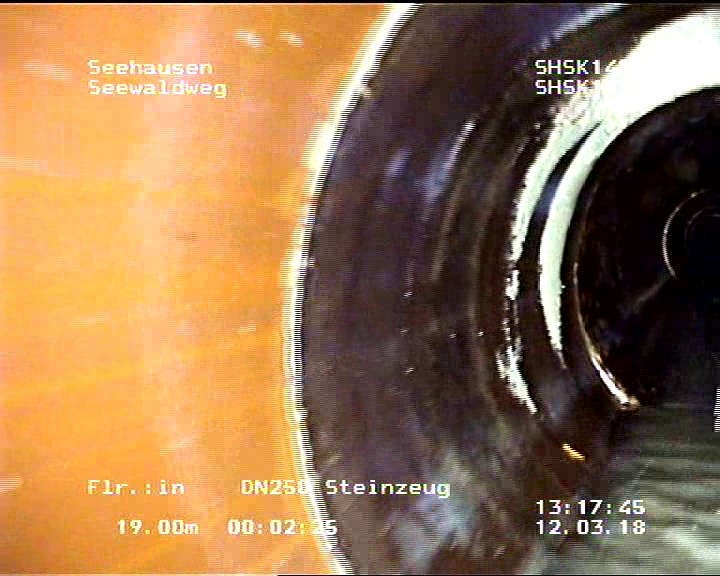 Seehausen
Seewaldweg
Flr.:in DN250 Steinzeug
19.00m 00:02:25
13:17:45
12.03.18